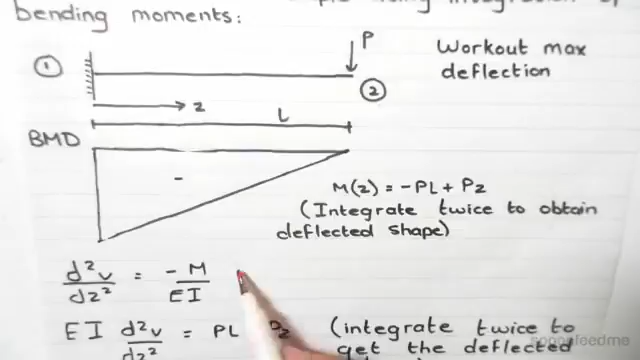 bending moments:
① P Workout max
② deflection
z
L
BMD
-
M(z) = -PL + Pz
(Integrate twice to obtain
deflected shape)
d²v/dz² = -M/EI
EI d²v/dz² = PL Pz (integrate twice to
get the deflected